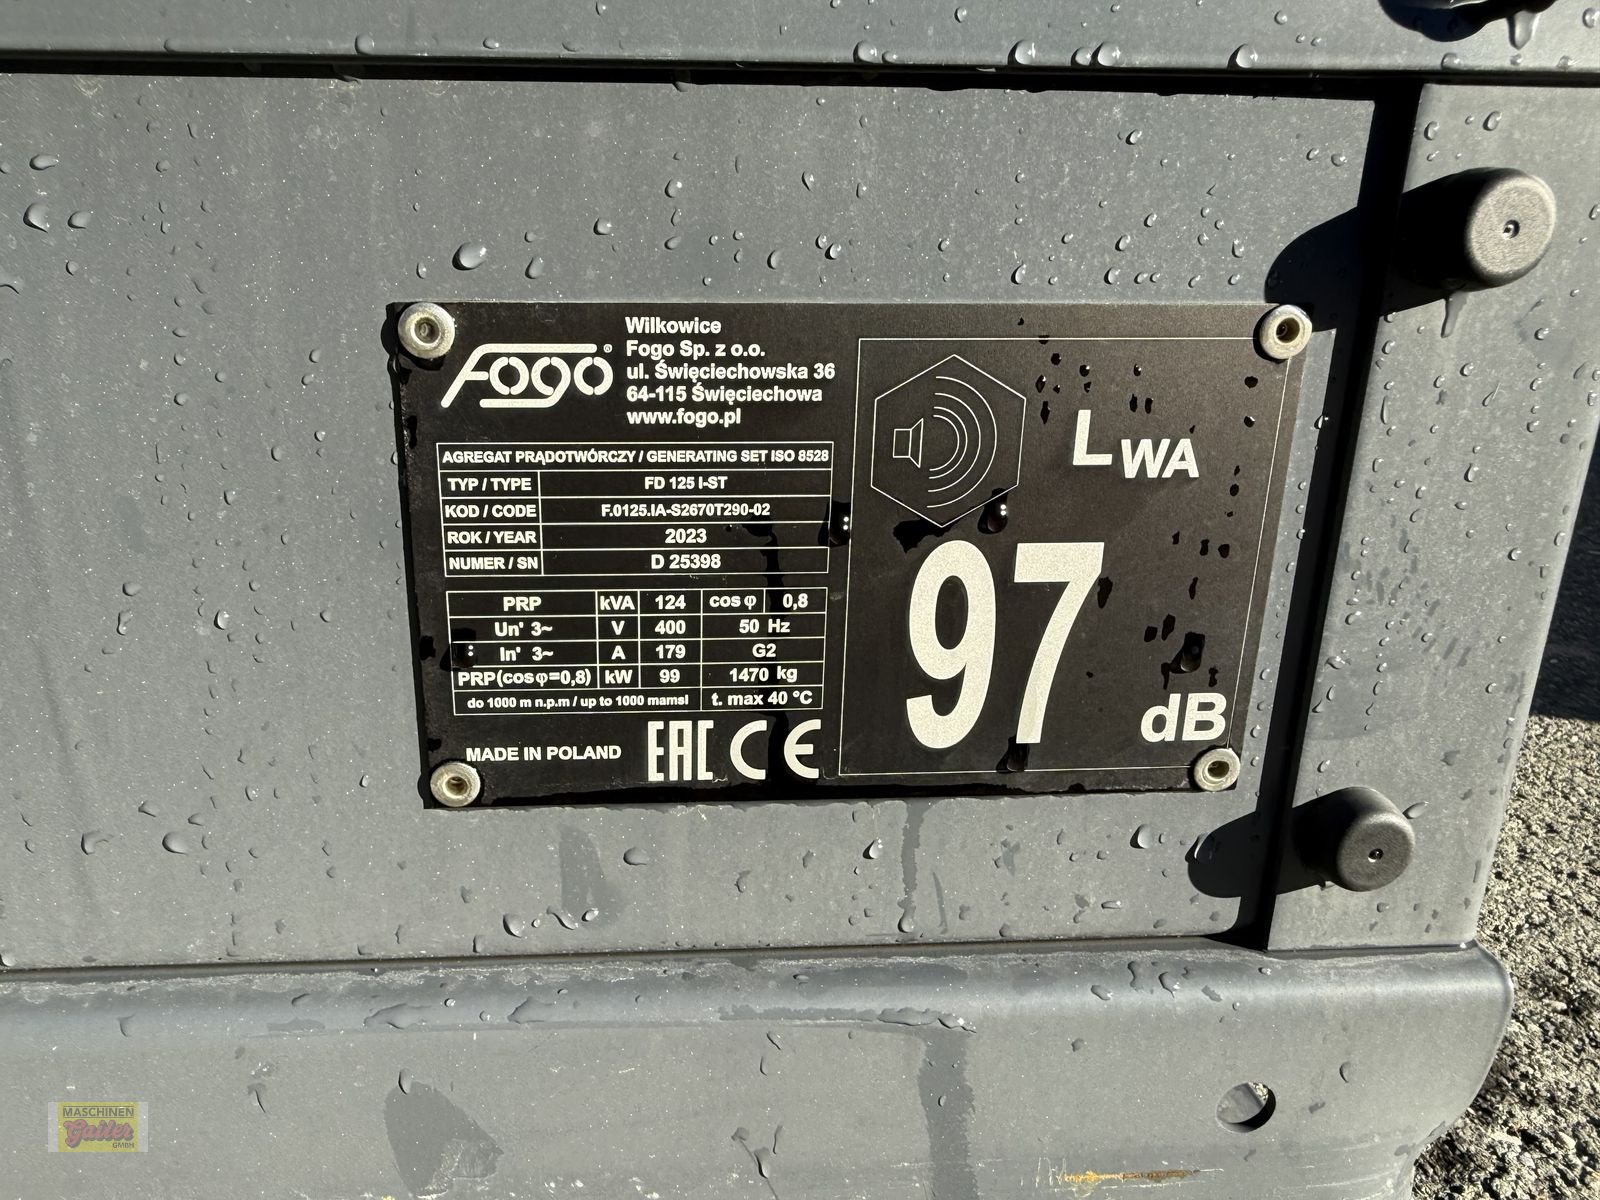 Fogo®
Wilkowice
Fogo Sp. z o.o.
ul. Święciechowska 36
64-115 Święciechowa
www.fogo.pl
AGREGAT PRĄDOTWÓRCZY / GENERATING SET ISO 8528
TYP / TYPE FD 125 I-ST
KOD / CODE F.0125.IA-S2670T290-02
ROK / YEAR 2023
NUMER / SN D 25398
PRP kVA 124 cos φ 0,8
Un' 3~ V 400 50 Hz
In' 3~ A 179 G2
PRP(cosφ=0,8) kW 99 1470 kg
do 1000 m n.p.m / up to 1000 mamsl t. max 40 °C
MADE IN POLAND EAC CE
LWA
97
dB
MASCHINEN
Gailer
GMBH